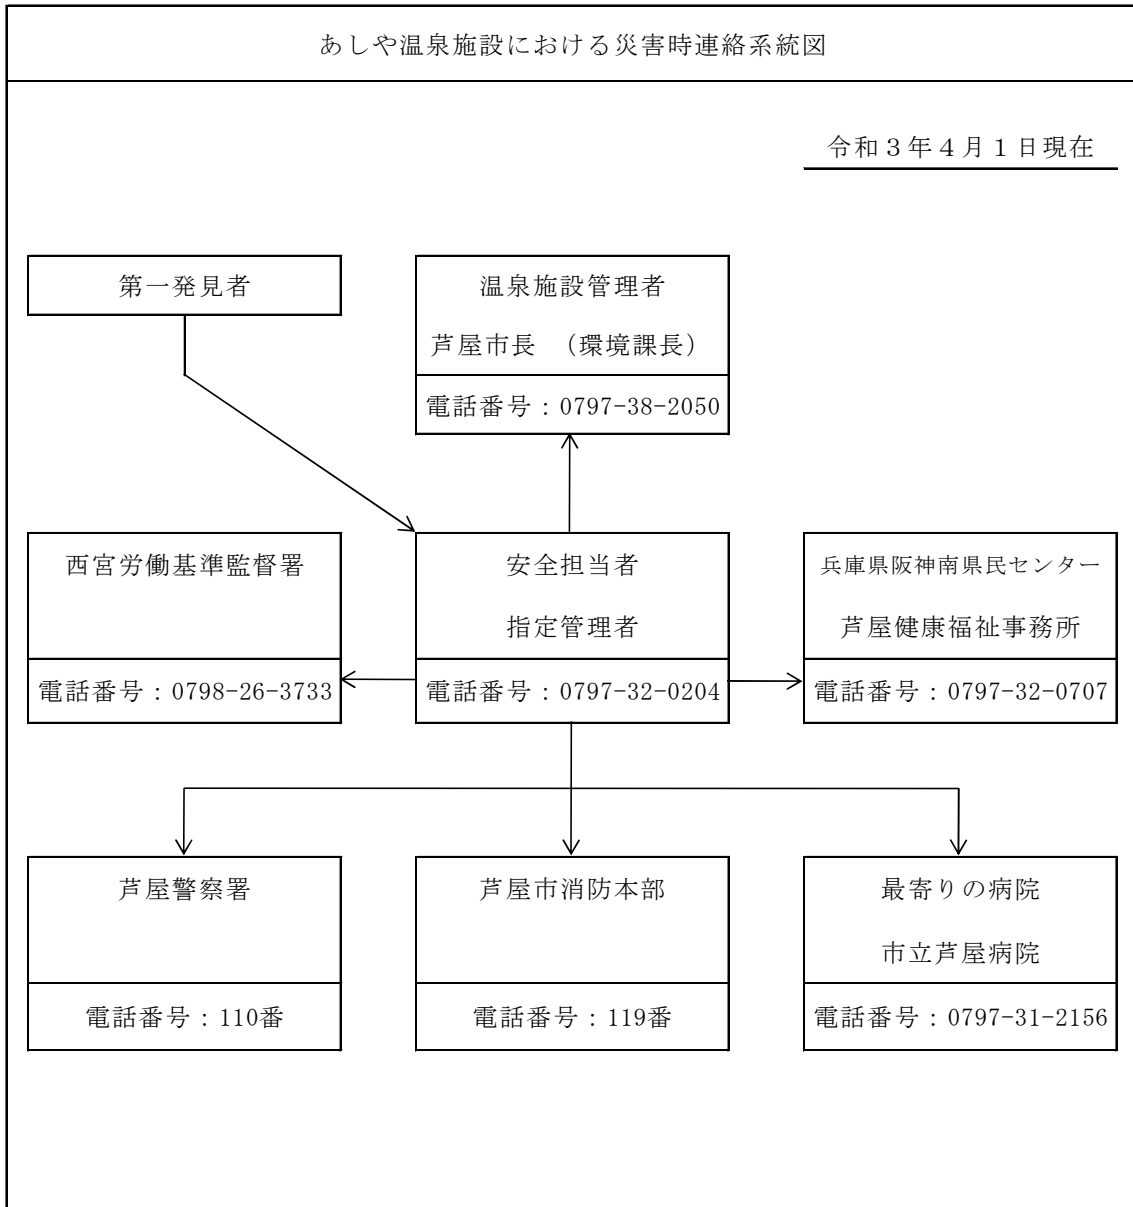 あしや温泉施設における災害時連絡系統図
令和３年４月１日現在
第一発見者
温泉施設管理者
芦屋市長　（環境課長）
電話番号：0797-38-2050
西宮労働基準監督署
電話番号：0798-26-3733
安全担当者
指定管理者
電話番号：0797-32-0204
兵庫県阪神南県民センター
芦屋健康福祉事務所
電話番号：0797-32-0707
芦屋警察署
電話番号：110番
芦屋市消防本部
電話番号：119番
最寄りの病院
市立芦屋病院
電話番号：0797-31-2156